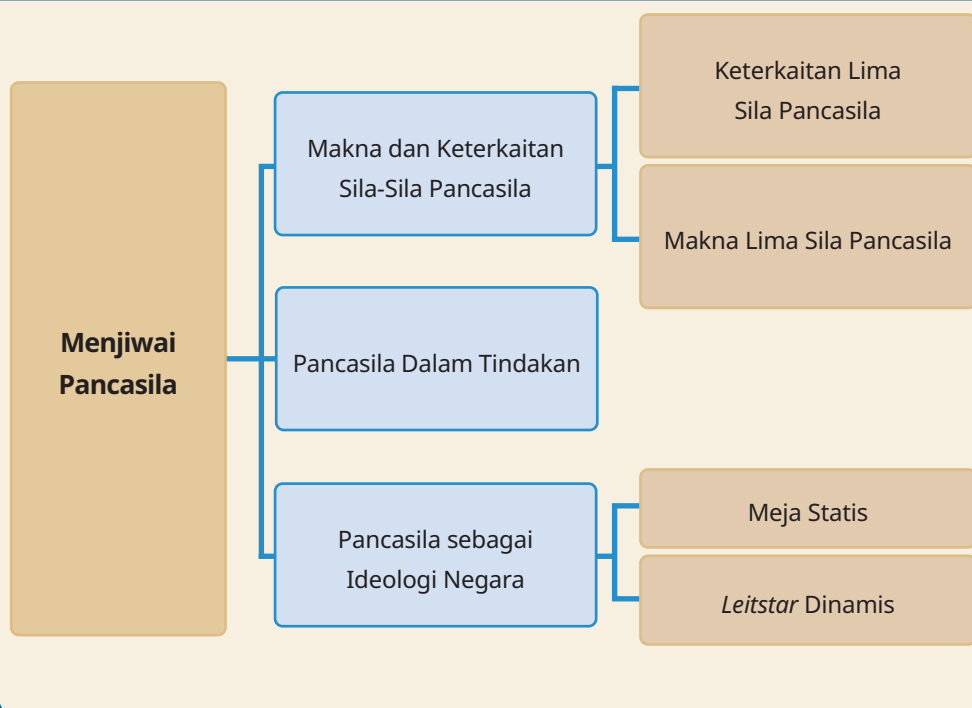 Menjiwai
Pancasila
Makna dan Keterkaitan
Sila-Sila Pancasila
Keterkaitan Lima
Sila Pancasila
Makna Lima Sila Pancasila
Pancasila Dalam Tindakan
Pancasila sebagai
Ideologi Negara
Meja Statis
Leitstar Dinamis